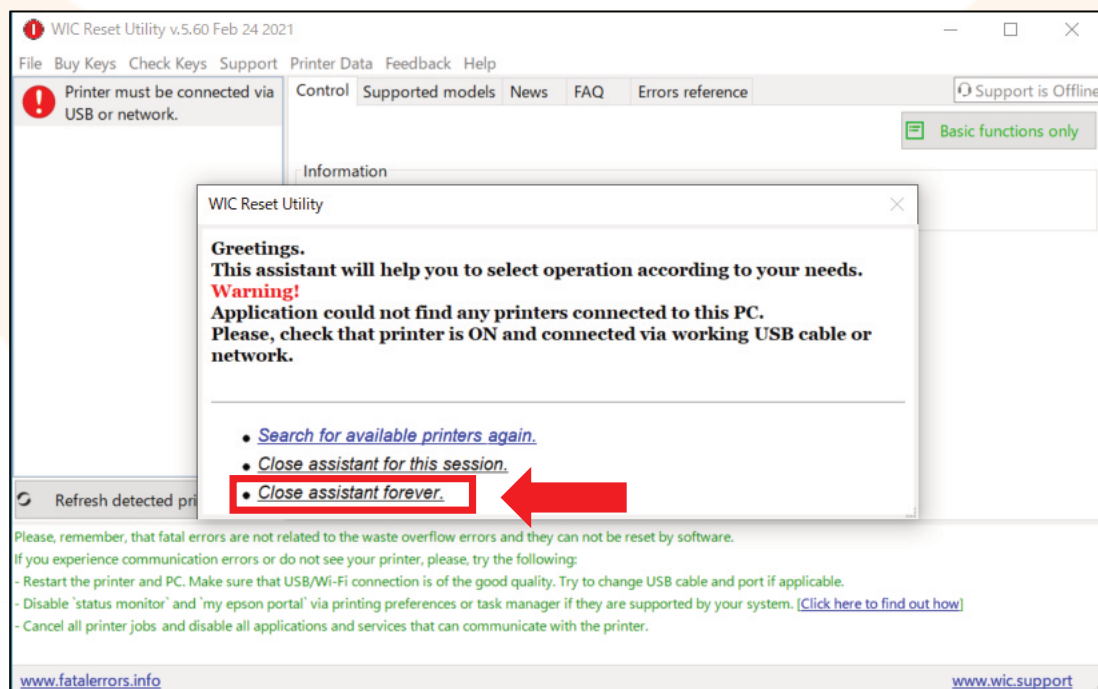 WIC Reset Utility v.5.60 Feb 24 2021
File Buy Keys Check Keys Support Printer Data Feedback Help
Printer must be connected via
USB or network.
Control Supported models News FAQ Errors reference
Support is Offline
Basic functions only
Information
WIC Reset Utility
Greetings.
This assistant will help you to select operation according to your needs.
Warning!
Application could not find any printers connected to this PC.
Please, check that printer is ON and connected via working USB cable or
network.
Search for available printers again.
Close assistant for this session.
Close assistant forever.
Refresh detected pri
Please, remember, that fatal errors are not related to the waste overflow errors and they can not be reset by software.
If you experience communication errors or do not see your printer, please, try the following:
- Restart the printer and PC. Make sure that USB/Wi-Fi connection is of the good quality. Try to change USB cable and port if applicable.
- Disable `status monitor` and `my epson portal` via printing preferences or task manager if they are supported by your system. [Click here to find out how]
- Cancel all printer jobs and disable all applications and services that can communicate with the printer.
www.fatalerrors.info
www.wic.support